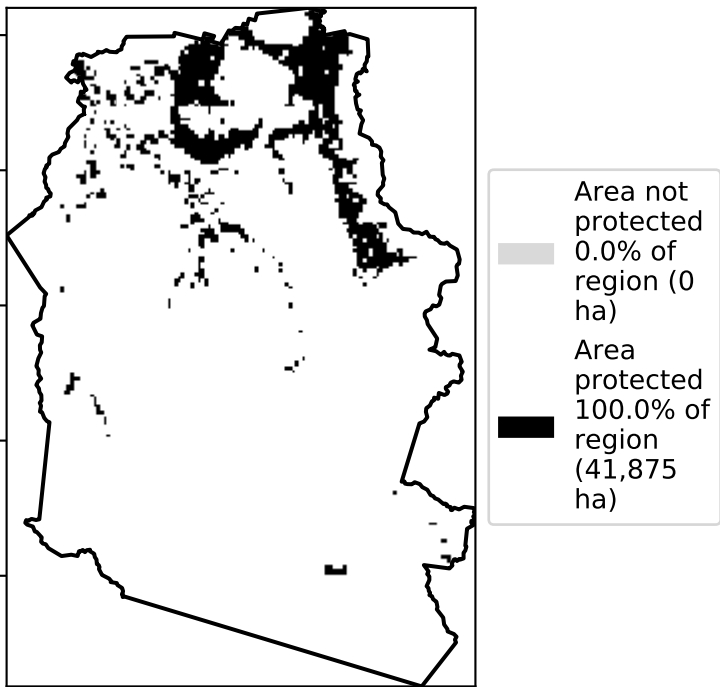 Area not
protected
0.0% of
region (0
ha)
Area
protected
100.0% of
region
(41,875
ha)